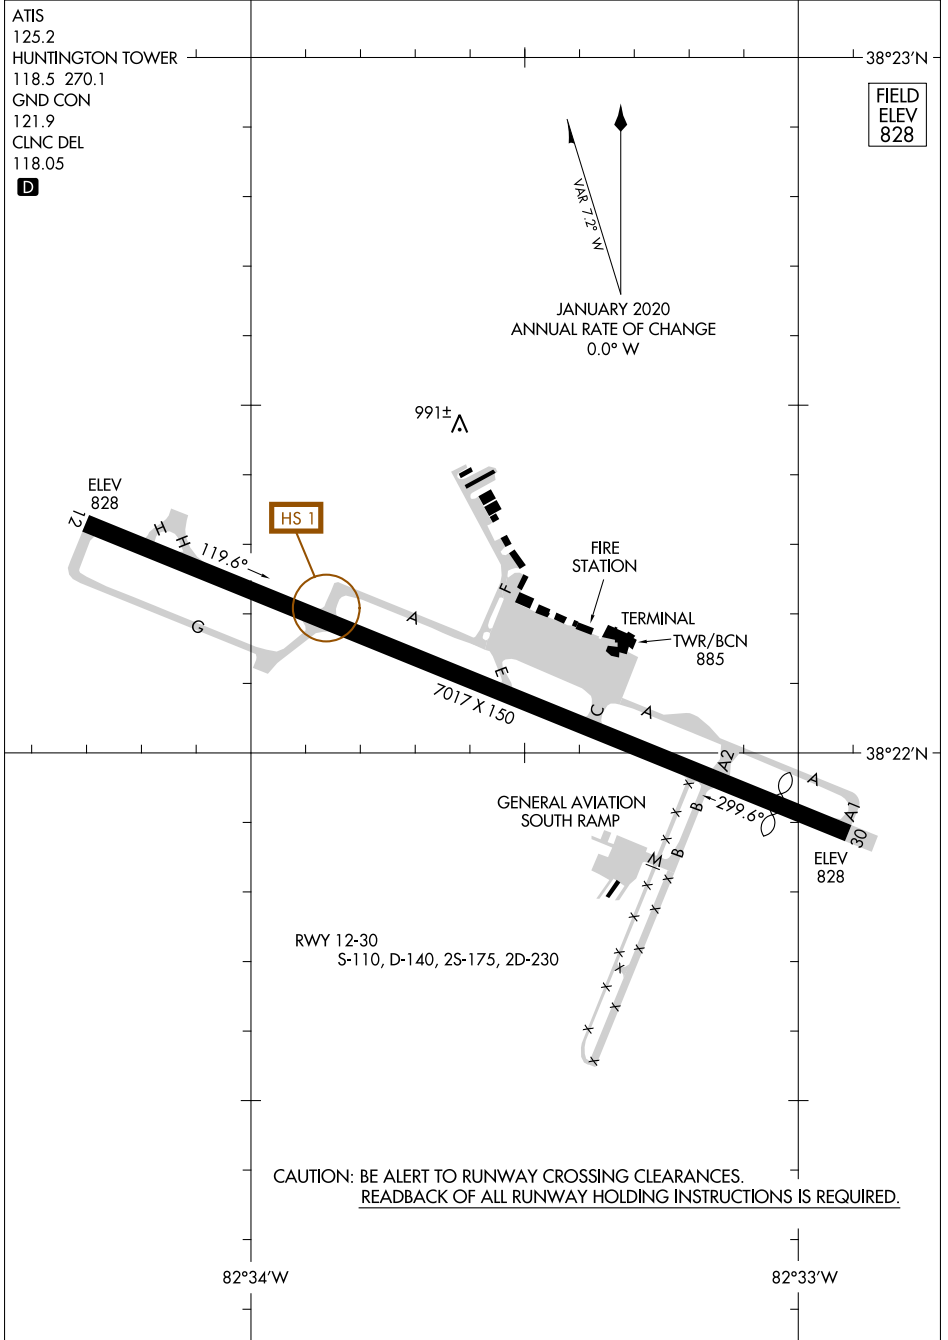 ATIS
125.2
HUNTINGTON TOWER
118.5 270.1
GND CON
121.9
CLNC DEL
118.05
D
38°23'N
FIELD
ELEV
828
VAR 7.2° W
JANUARY 2020
ANNUAL RATE OF CHANGE
0.0° W
991±
ELEV
828
12
HS 1
H
H
119.6°
FIRE
STATION
F
A
G
TERMINAL
TWR/BCN
885
E
7017 X 150
C
A
38°22'N
A2
A
GENERAL AVIATION
SOUTH RAMP
X
299.6°
B
X
A1
30
X
B
M
ELEV
828
X
X
X
X
RWY 12-30
S-110, D-140, 2S-175, 2D-230
X
X
X
X
X
X
X
CAUTION: BE ALERT TO RUNWAY CROSSING CLEARANCES.
READBACK OF ALL RUNWAY HOLDING INSTRUCTIONS IS REQUIRED.
82°34'W
82°33'W